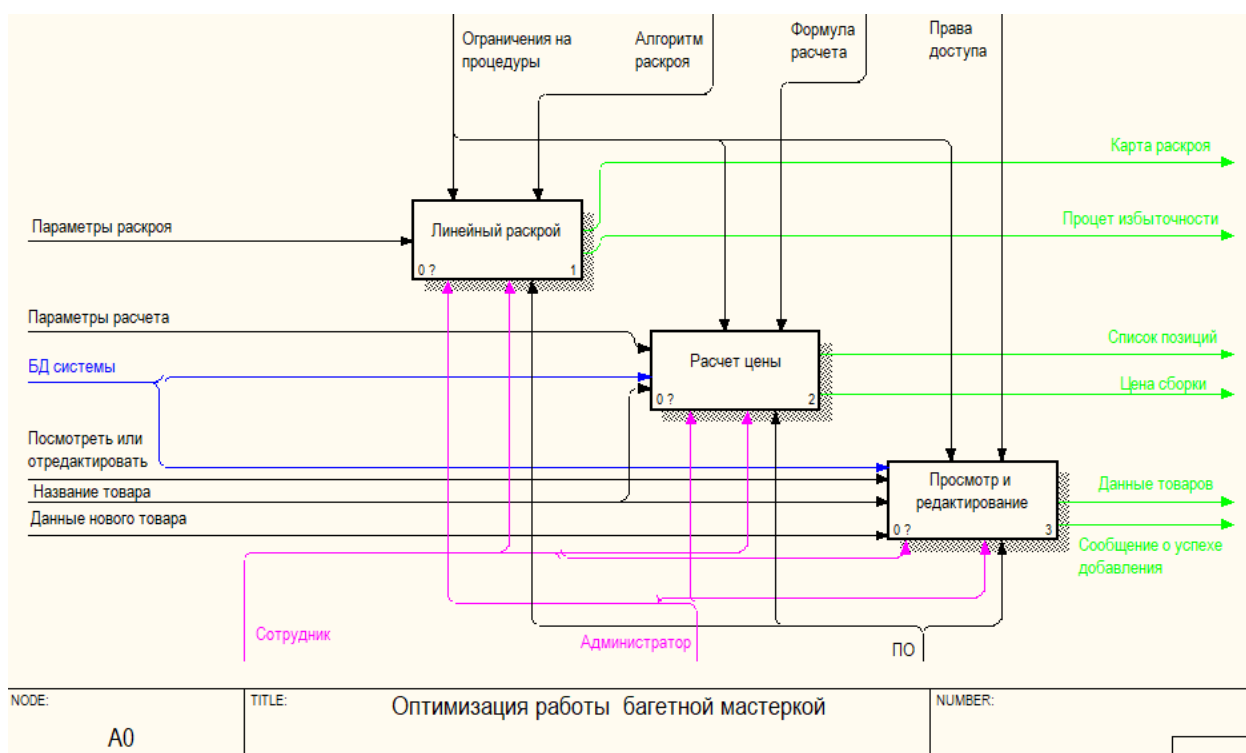 Ограничения на
процедуры
Алгоритм
раскроя
Формула
расчета
Права
доступа
Карта раскроя
Процет избыточности
Параметры раскроя
Линейный раскрой
0 ?
1
Параметры расчета
БД системы
Расчет цены
0 ?
2
Список позиций
Цена сборки
Посмотреть или
отредактировать
Название товара
Данные нового товара
Просмотр и
редактирование
0 ?
3
Данные товаров
Сообщение о успехе
добавления
Сотрудник
Администратор
ПО
NODE:
A0
TITLE:
Оптимизация работы багетной мастеркой
NUMBER: